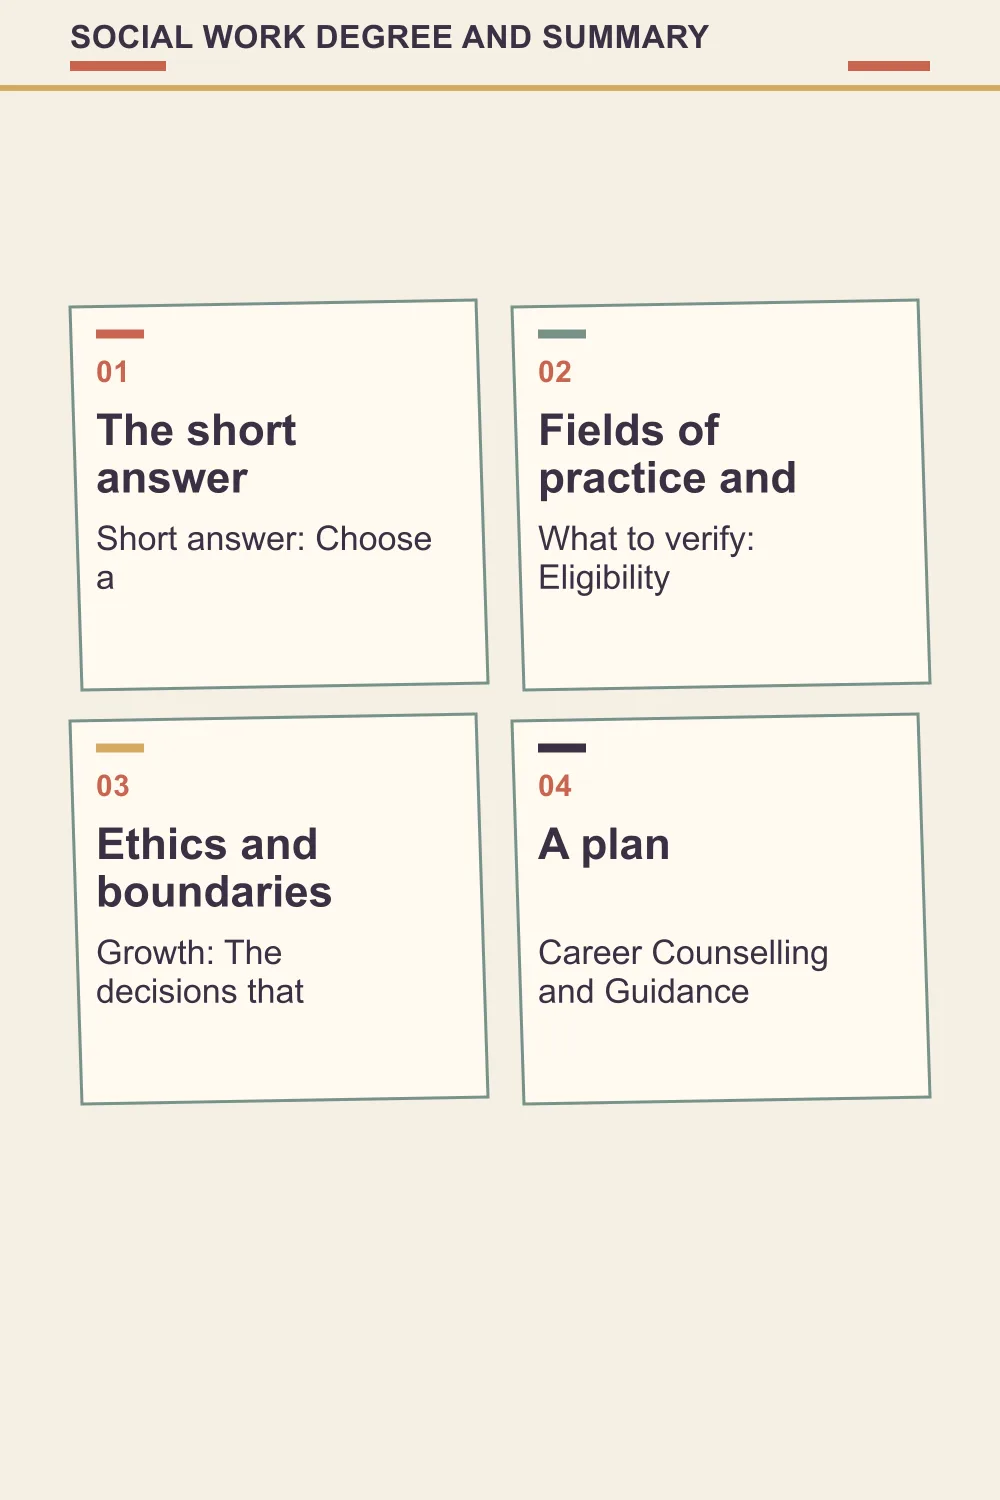 SOCIAL WORK DEGREE AND SUMMARY
01
The short
answer
Short answer: Choose
a
02
Fields of
practice and
What to verify:
Eligibility
03
Ethics and
boundaries
Growth: The
decisions that
04
A plan
Career Counselling
and Guidance